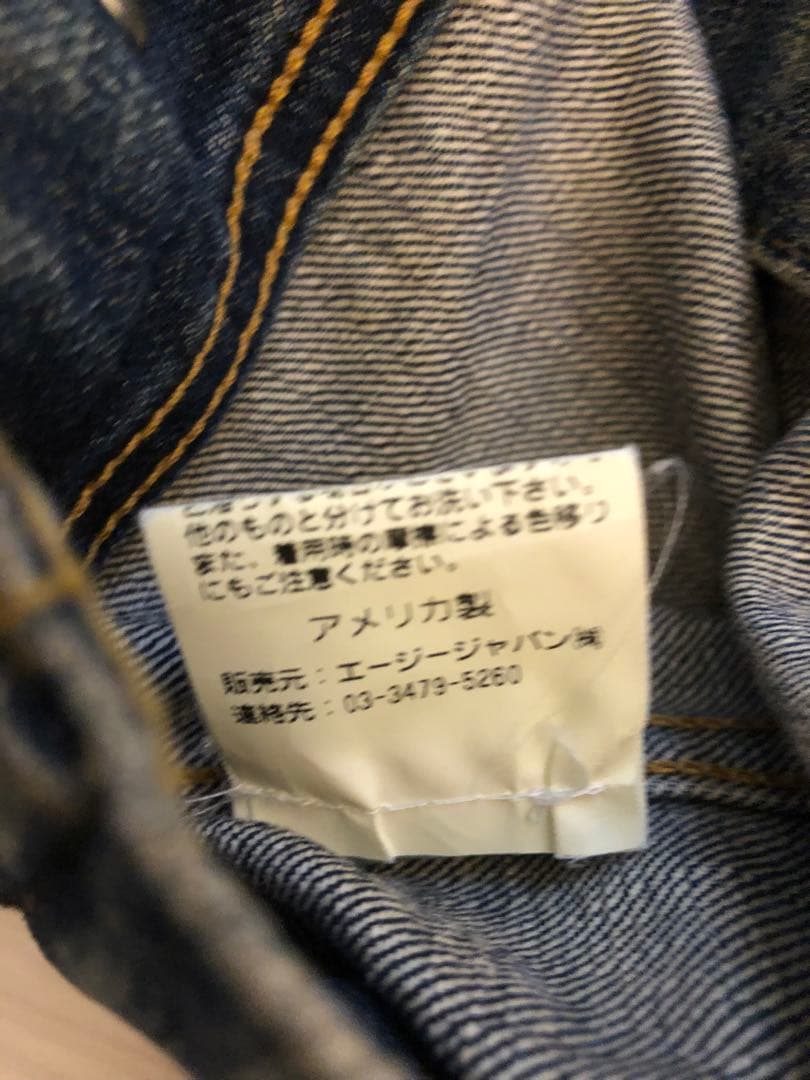 他のものと分けてお洗い下さい。
また、着用時の摩擦による色移り
にもご注意ください。
アメリカ製
販売元：エージージャパン㈱
連絡先：03-3479-5260